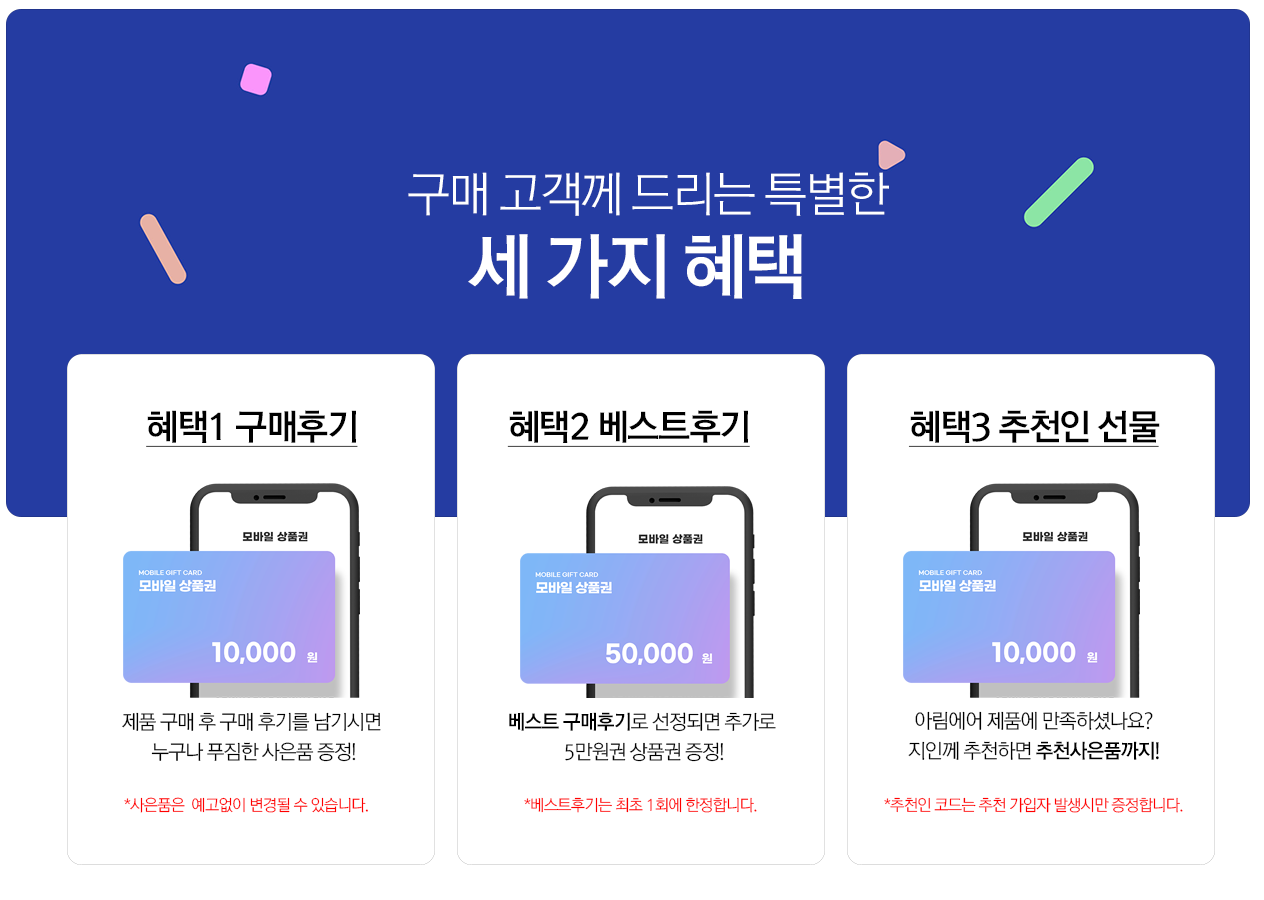 구매 고객께 드리는 특별한
세 가지 혜택
혜택1 구매후기
모바일 상품권
MOBILE GIFT CARD
모바일 상품권
10,000 원
제품 구매 후 구매 후기를 남기시면
누구나 푸짐한 사은품 증정!
*사은품은 예고없이 변경될 수 있습니다.
혜택2 베스트후기
모바일 상품권
MOBILE GIFT CARD
모바일 상품권
50,000 원
베스트 구매후기로 선정되면 추가로
5만원권 상품권 증정!
*베스트후기는 최초 1회에 한정합니다.
혜택3 추천인 선물
모바일 상품권
MOBILE GIFT CARD
모바일 상품권
10,000 원
아림에어 제품에 만족하셨나요?
지인께 추천하면 추천사은품까지!
*추천인 코드는 추천 가입자 발생시만 증정합니다.